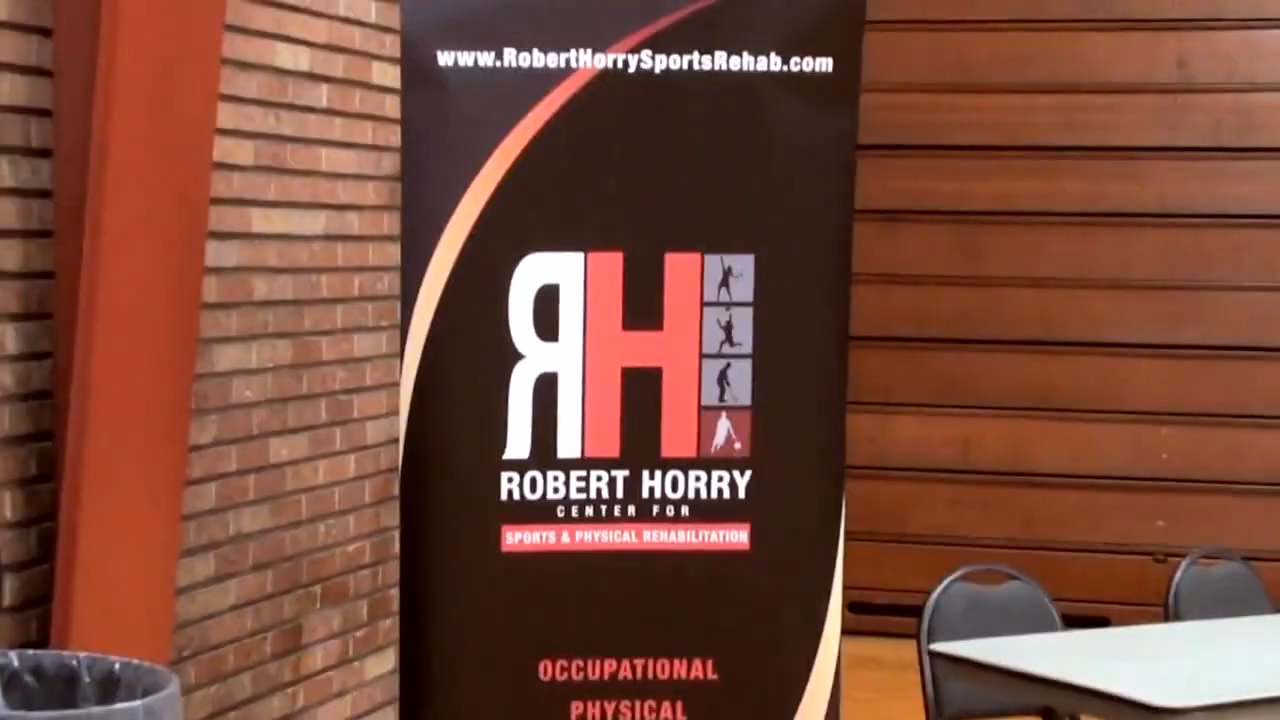 www.RobertHorrySportsRehab.com
RH
ROBERT HORRY
CENTER FOR
SPORTS & PHYSICAL REHABILITATION
OCCUPATIONAL
PHYSICAL